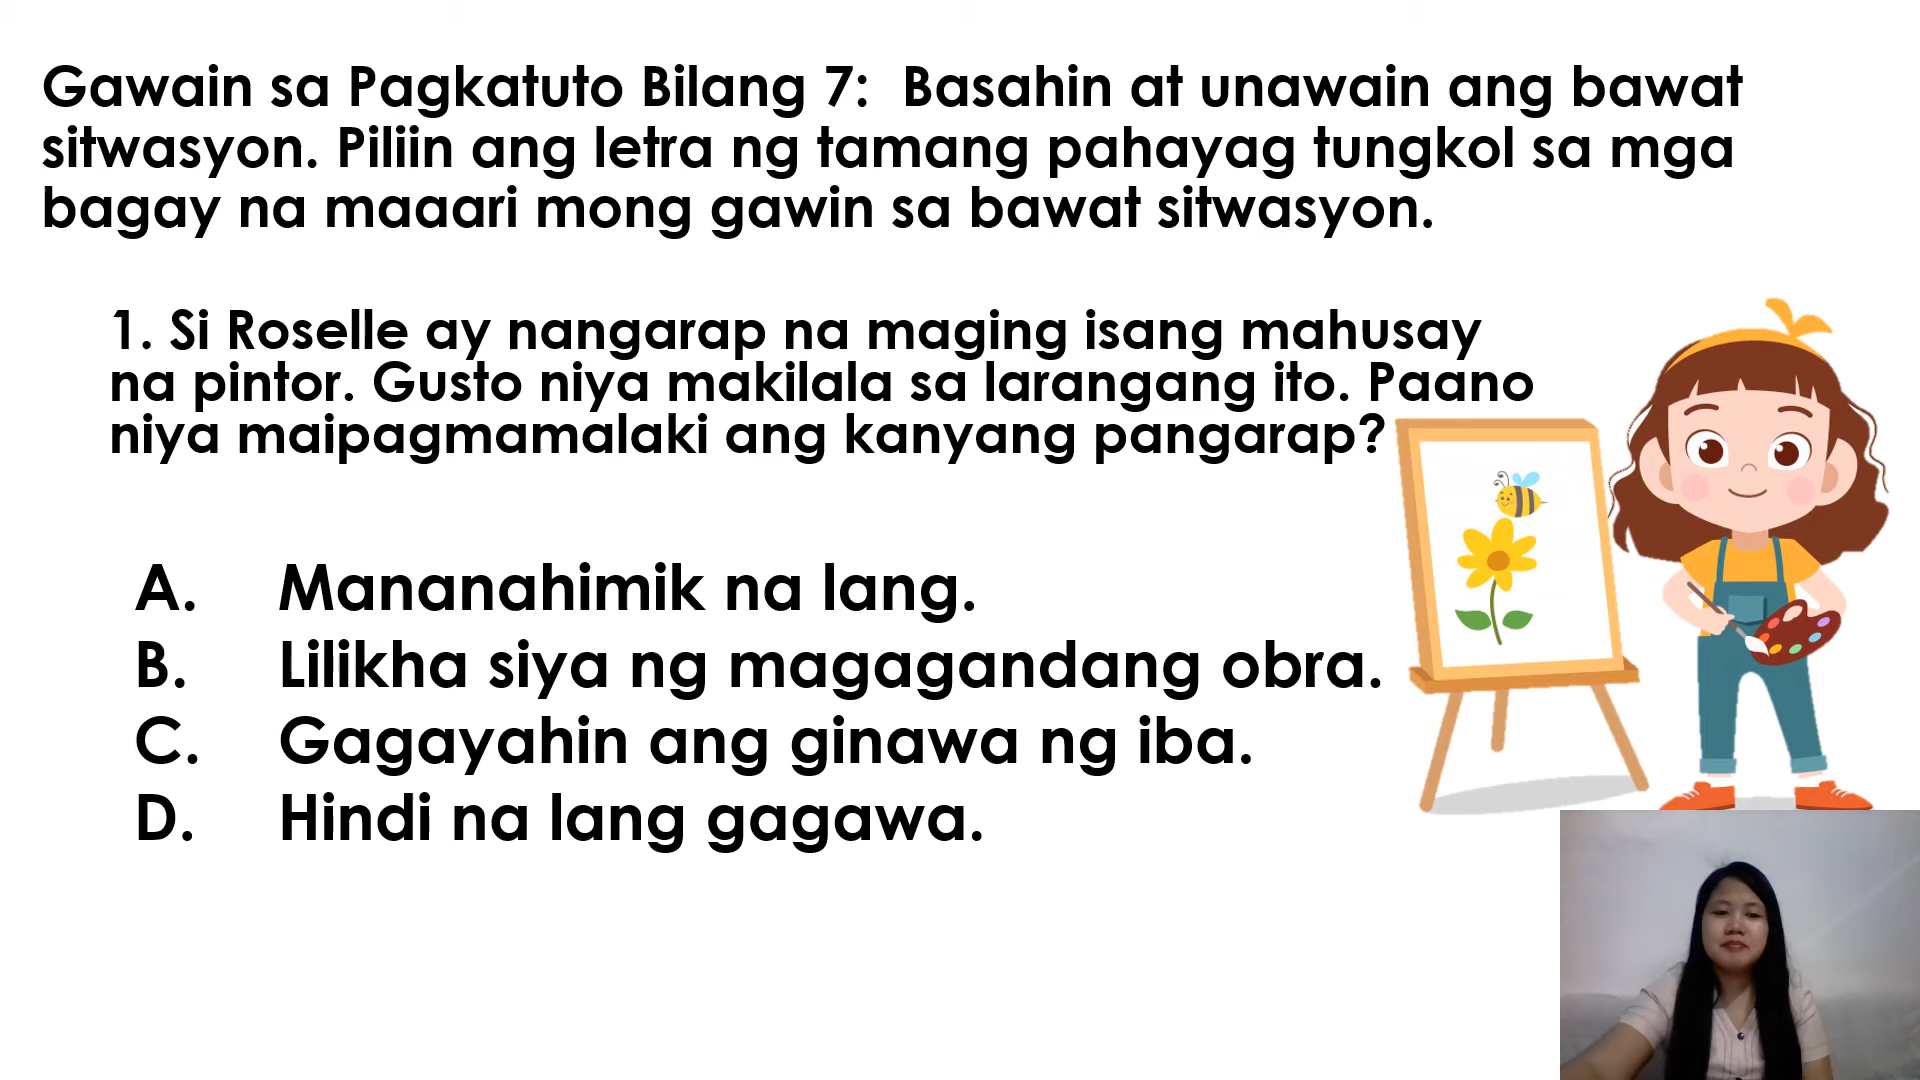 Gawain sa Pagkatuto Bilang 7:  Basahin at unawain ang bawat
sitwasyon. Piliin ang letra ng tamang pahayag tungkol sa mga
bagay na maaari mong gawin sa bawat sitwasyon.
1. Si Roselle ay nangarap na maging isang mahusay
na pintor. Gusto niya makilala sa larangang ito. Paano
niya maipagmamalaki ang kanyang pangarap?
A. Mananahimik na lang.
B. Lilikha siya ng magagandang obra.
C. Gagayahin ang ginawa ng iba.
D. Hindi na lang gagawa.